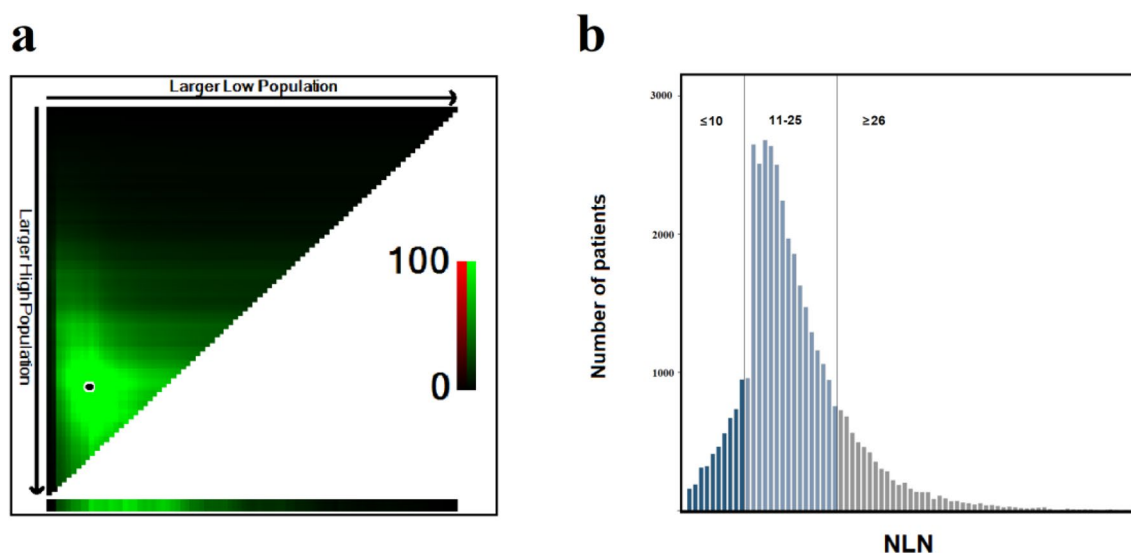 a
Larger Low Population
Larger High Population
100
0
b
Number of patients
3000
2000
1000
0
≤10
11-25
≥26
NLN